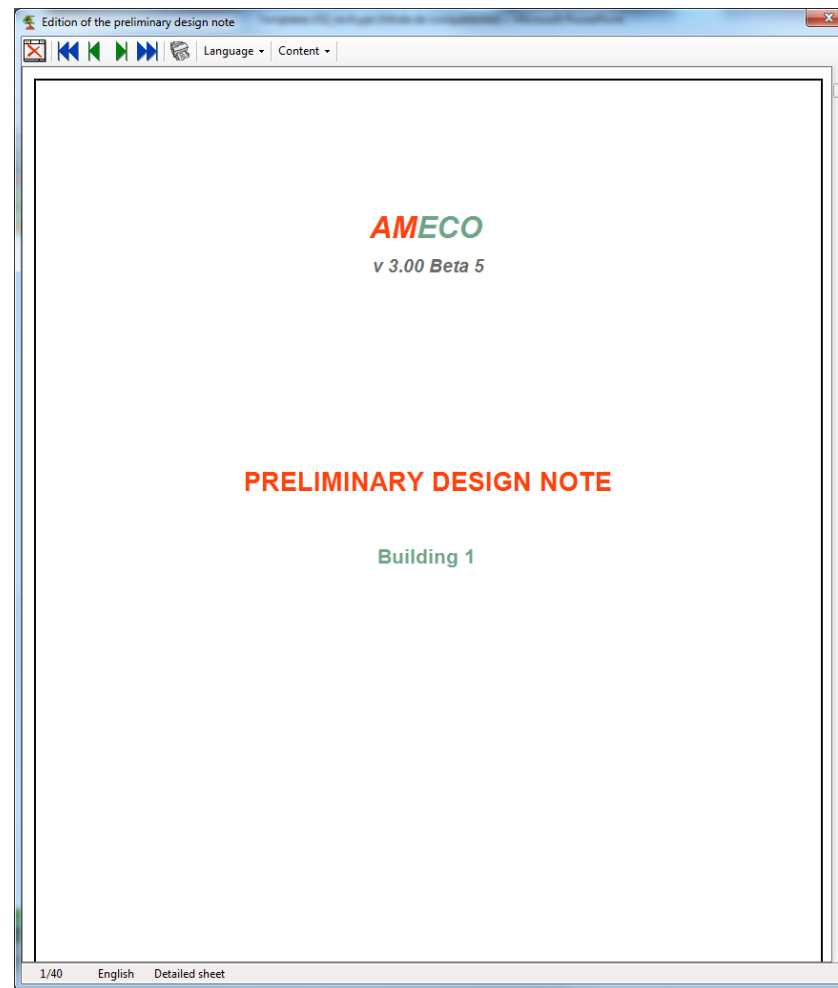 Edition of the preliminary design note
Language Content
AMECO
v 3.00 Beta 5
PRELIMINARY DESIGN NOTE
Building 1
1/40 English Detailed sheet